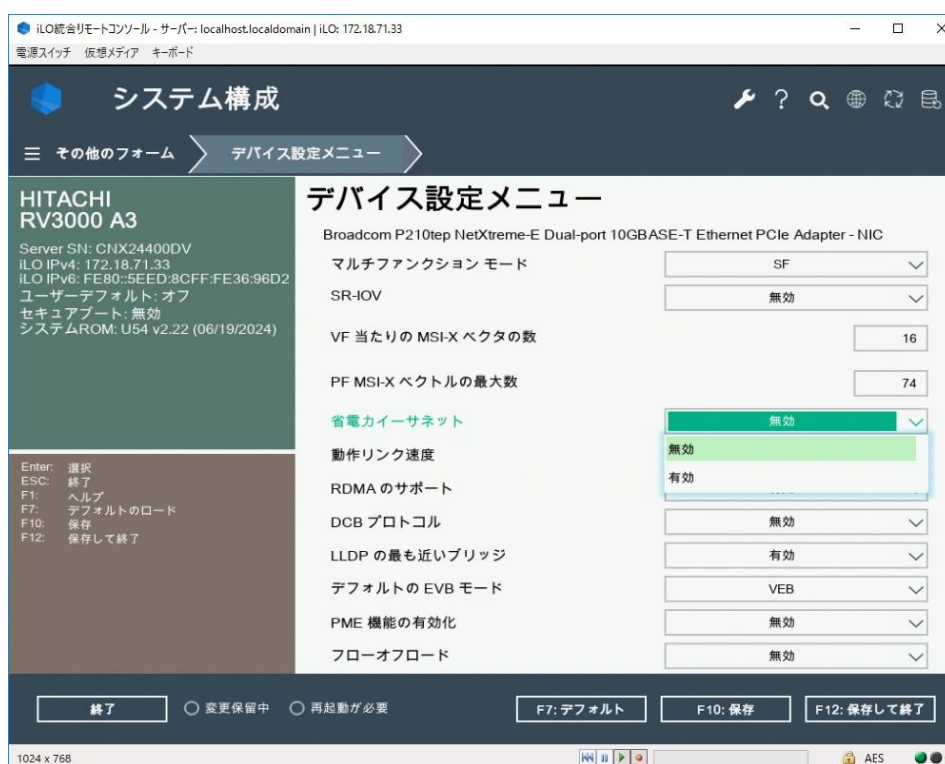 iLO統合リモートコンソール - サーバー: localhost.localdomain | iLO: 172.18.71.33
電源スイッチ 仮想メディア キーボード
システム構成
その他のフォーム
デバイス設定メニュー
HITACHI
RV3000 A3
Server SN: CNX24400DV
iLO IPv4: 172.18.71.33
iLO IPv6: FE80::5EED:8CFF:FE36:96D2
ユーザーデフォルト: オフ
セキュアブート: 無効
システムROM: U54 v2.22 (06/19/2024)
Enter: 選択
ESC: 終了
F1: ヘルプ
F7: デフォルトのロード
F10: 保存
F12: 保存して終了
デバイス設定メニュー
Broadcom P210tep NetXtreme-E Dual-port 10GBASE-T Ethernet PCIe Adapter - NIC
マルチファンクション モード SF
SR-IOV 無効
VF 当たりの MSI-X ベクタの数 16
PF MSI-X ベクトルの最大数 74
省電力イーサネット 無効
無効
有効
動作リンク速度
RDMA のサポート
DCB プロトコル 無効
LLDP の最も近いブリッジ 有効
デフォルトの EVB モード VEB
PME 機能の有効化 無効
フローオフロード 無効
終了 変更保留中 再起動が必要 F7: デフォルト F10: 保存 F12: 保存して終了
1024 x 768 AES